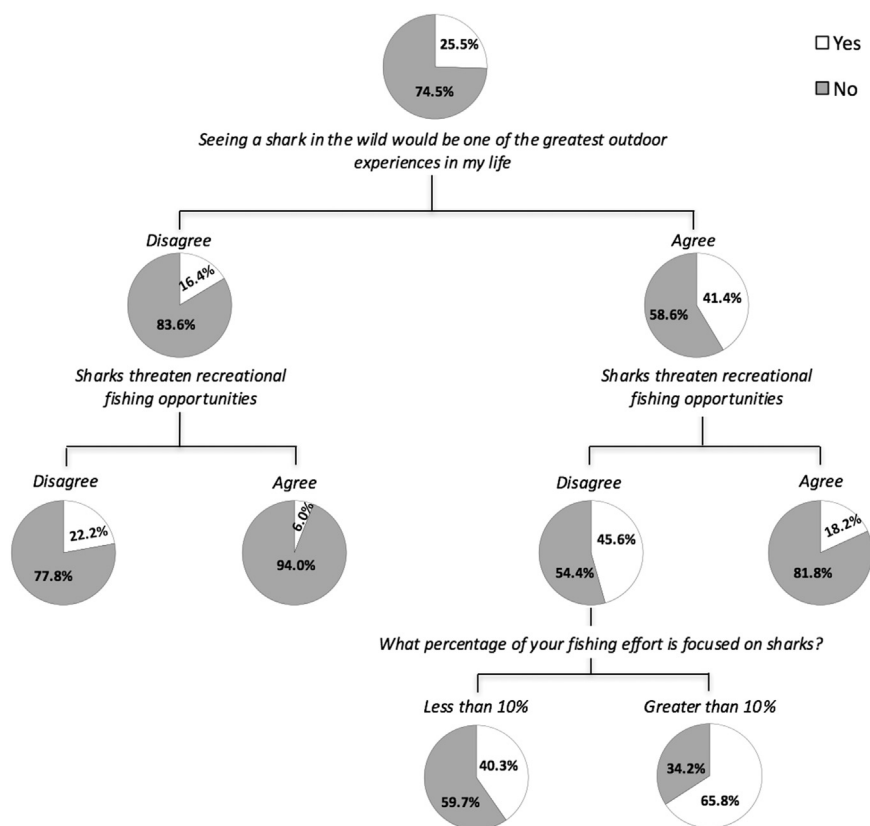 25.5%
74.5%
Yes
No
Seeing a shark in the wild would be one of the greatest outdoor
experiences in my life
Disagree
Agree
16.4%
83.6%
41.4%
58.6%
Sharks threaten recreational
fishing opportunities
Sharks threaten recreational
fishing opportunities
Disagree
Agree
Disagree
Agree
22.2%
77.8%
6.0%
94.0%
45.6%
54.4%
18.2%
81.8%
What percentage of your fishing effort is focused on sharks?
Less than 10%
Greater than 10%
40.3%
59.7%
34.2%
65.8%